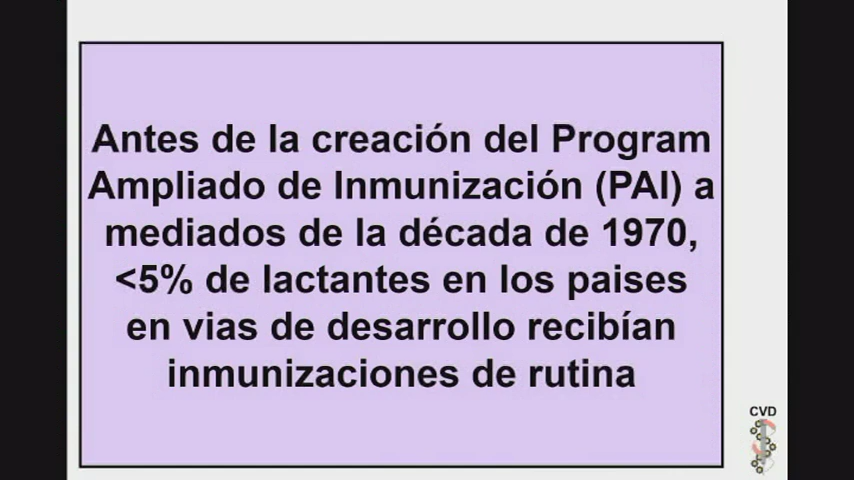 Antes de la creación del Program
Ampliado de Inmunización (PAI) a
mediados de la década de 1970,
<5% de lactantes en los paises
en vias de desarrollo recibían
inmunizaciones de rutina
CVD